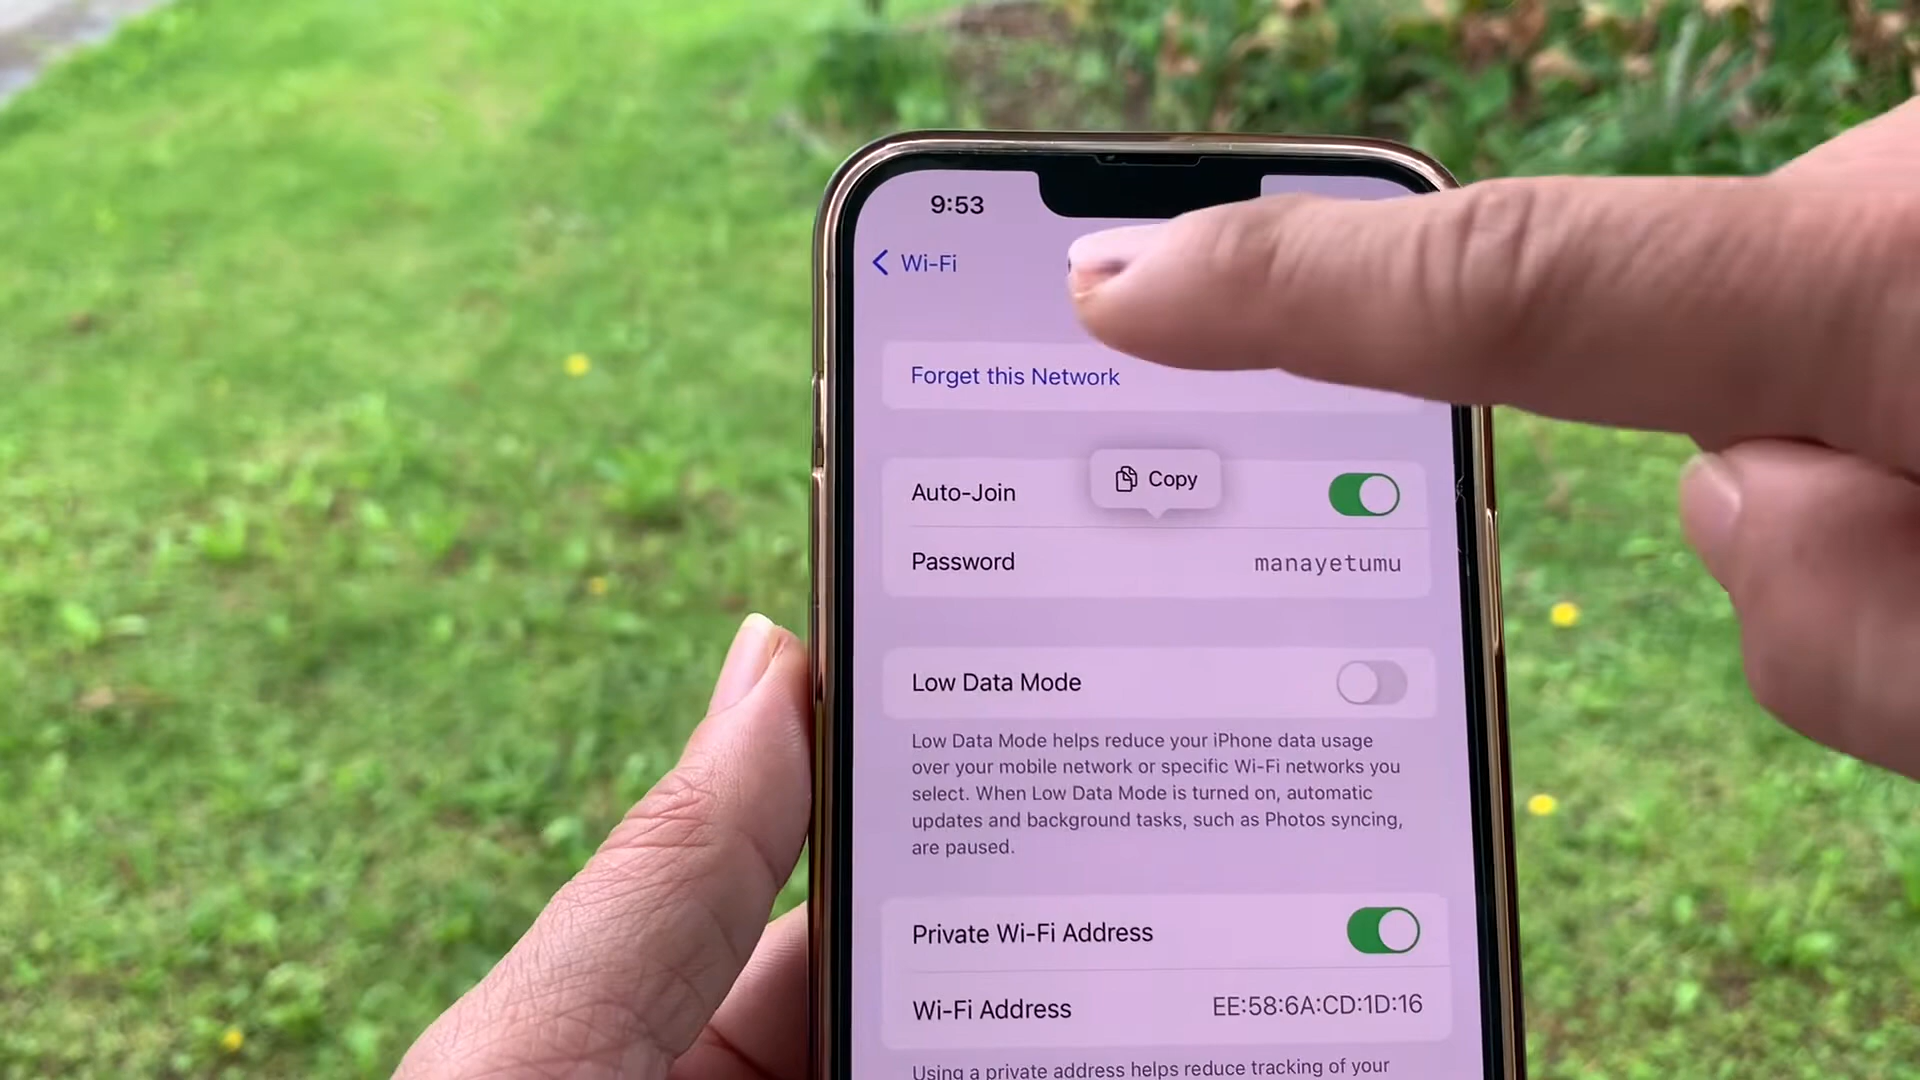 9:53
Wi-Fi
Forget this Network
Copy
Auto-Join
Password manayetumu
Low Data Mode
Low Data Mode helps reduce your iPhone data usage
over your mobile network or specific Wi-Fi networks you
select. When Low Data Mode is turned on, automatic
updates and background tasks, such as Photos syncing,
are paused.
Private Wi-Fi Address
Wi-Fi Address EE:58:6A:CD:1D:16
Using a private address helps reduce tracking of your